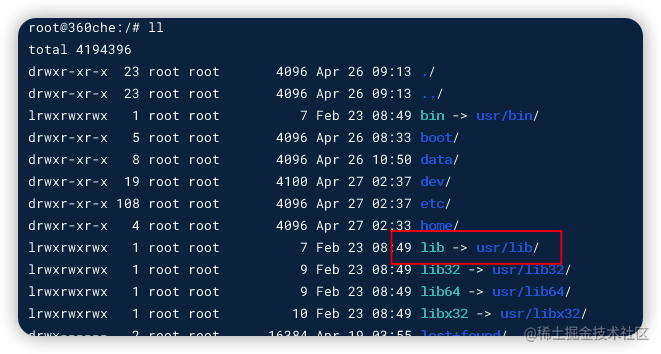 root@360che:/# ll
total 4194396
drwxr-xr-x  23 root root       4096 Apr 26 09:13 ./
drwxr-xr-x  23 root root       4096 Apr 26 09:13 ../
lrwxrwxrwx   1 root root          7 Feb 23 08:49 bin -> usr/bin/
drwxr-xr-x   5 root root       4096 Apr 26 08:33 boot/
drwxr-xr-x   8 root root       4096 Apr 26 10:50 data/
drwxr-xr-x  19 root root       4100 Apr 27 02:37 dev/
drwxr-xr-x 108 root root       4096 Apr 27 02:37 etc/
drwxr-xr-x   4 root root       4096 Apr 27 02:33 home/
lrwxrwxrwx   1 root root          7 Feb 23 08:49 lib -> usr/lib/
lrwxrwxrwx   1 root root          9 Feb 23 08:49 lib32 -> usr/lib32/
lrwxrwxrwx   1 root root          9 Feb 23 08:49 lib64 -> usr/lib64/
lrwxrwxrwx   1 root root         10 Feb 23 08:49 libx32 -> usr/libx32/
drwx------   2 root root      16384 Apr 19 03:55 lost+found/
@稀土掘金技术社区